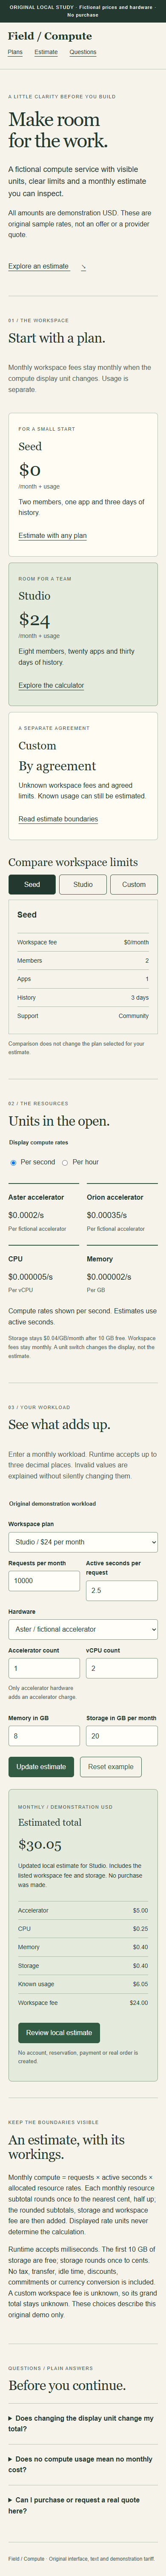 ORIGINAL LOCAL STUDY · Fictional prices and hardware ·
No purchase
Field / Compute
Plans Estimate Questions
A LITTLE CLARITY BEFORE YOU BUILD
Make room
for the work.
A fictional compute service with visible
units, clear limits and a monthly estimate
you can inspect.
All amounts are demonstration USD. These are
original sample rates, not an offer or a provider
quote.
Explore an estimate ↘
01 / THE WORKSPACE
Start with a plan.
Monthly workspace fees stay monthly when the
compute display unit changes. Usage is
separate.
FOR A SMALL START
Seed
$0
/month + usage
Two members, one app and three days of
history.
Estimate with any plan
ROOM FOR A TEAM
Studio
$24
/month + usage
Eight members, twenty apps and thirty
days of history.
Explore the calculator
A SEPARATE AGREEMENT
Custom
By agreement
Unknown workspace fees and agreed
limits. Known usage can still be estimated.
Read estimate boundaries
Compare workspace limits
Seed Studio Custom
Seed
Workspace fee $0/month
Members 2
Apps 1
History 3 days
Support Community
Comparison does not change the plan selected for your
estimate.
02 / THE RESOURCES
Units in the open.
Display compute rates
Per second Per hour
Aster accelerator
$0.0002/s
Per fictional accelerator
Orion accelerator
$0.00035/s
Per fictional accelerator
CPU
$0.000005/s
Per vCPU
Memory
$0.000002/s
Per GB
Compute rates shown per second. Estimates use
active seconds.
Storage stays $0.04/GB/month after 10 GB free. Workspace
fees stay monthly. A unit switch changes the display, not the
estimate.
03 / YOUR WORKLOAD
See what adds up.
Enter a monthly workload. Runtime accepts up to
three decimal places. Invalid values are
explained without silently changing them.
Original demonstration workload
Workspace plan
Studio / $24 per month
Requests per month
10000
Active seconds per
request
2.5
Hardware
Aster / fictional accelerator
Accelerator count
1
Only accelerator hardware
adds an accelerator charge.
vCPU count
2
Memory in GB
8
Storage in GB per month
20
Update estimate Reset example
MONTHLY / DEMONSTRATION USD
Estimated total
$30.05
Updated local estimate for Studio. Includes the
listed workspace fee and storage. No purchase
was made.
Accelerator $5.00
CPU $0.25
Memory $0.40
Storage $0.40
Known usage $6.05
Workspace fee $24.00
Review local estimate
No account, reservation, payment or real order is
created.
KEEP THE BOUNDARIES VISIBLE
An estimate, with its
workings.
Monthly compute = requests × active seconds ×
allocated resource rates. Each monthly resource
subtotal rounds once to the nearest cent, half up;
the rounded subtotals, storage and workspace
fee are then added. Displayed rate units never
determine the calculation.
Runtime accepts milliseconds. The first 10 GB of
storage are free; storage rounds once to cents.
No tax, transfer, idle time, discounts,
commitments or currency conversion is included.
A custom workspace fee is unknown, so its grand
total stays unknown. These choices describe this
original demo only.
QUESTIONS / PLAIN ANSWERS
Before you continue.
Does changing the display unit change my
total?
Does no compute usage mean no monthly
cost?
Can I purchase or request a real quote
here?
Field / Compute · Original interface, text and demonstration tariff.